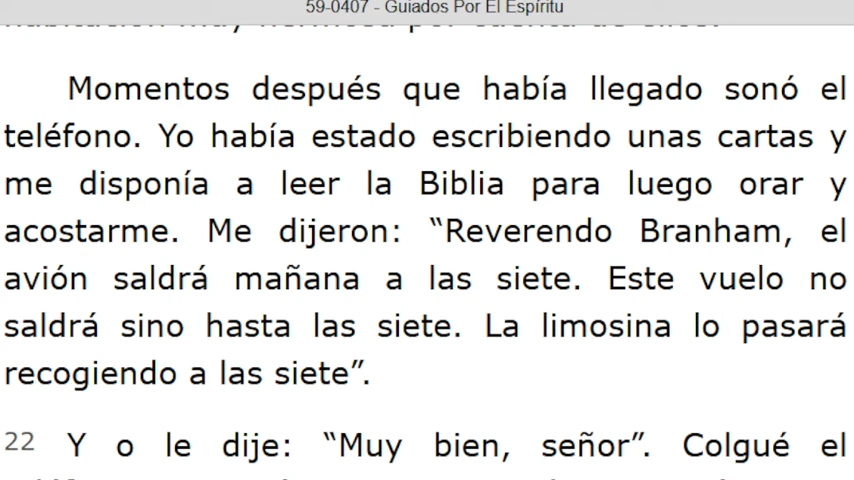 59-0407 - Guiados Por El Espíritu
Momentos después que había llegado sonó el
teléfono. Yo había estado escribiendo unas cartas y
me disponía a leer la Biblia para luego orar y
acostarme. Me dijeron: “Reverendo Branham, el
avión saldrá mañana a las siete. Este vuelo no
saldrá sino hasta las siete. La limosina lo pasará
recogiendo a las siete”.
22 Y o le dije: “Muy bien, señor”. Colgué el